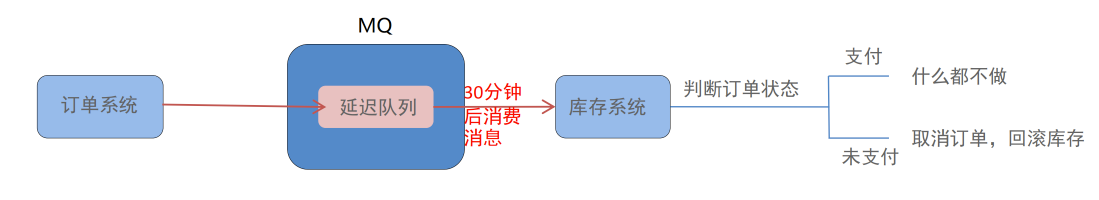 MQ
订单系统
延迟队列
30分钟
后消费
消息
库存系统
判断订单状态
支付
什么都不做
未支付
取消订单，回滚库存